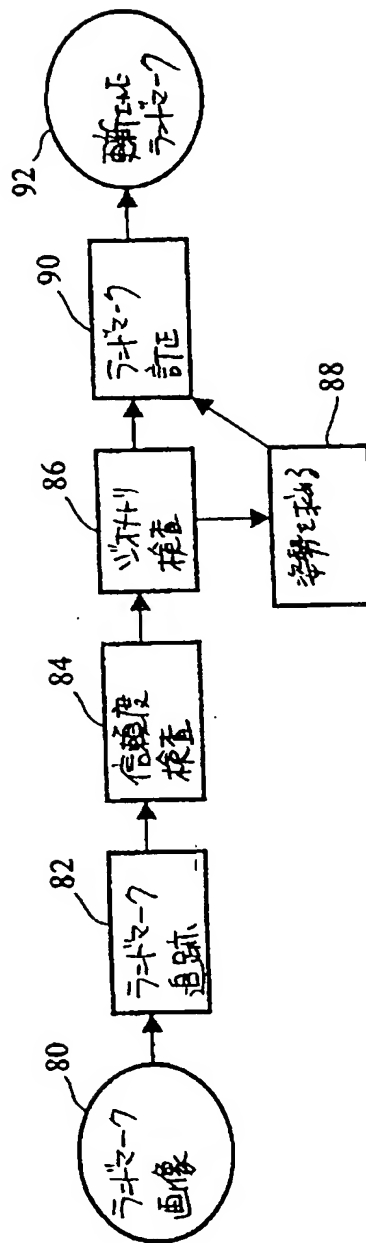 80
ランドマーク
画像
82
ランドマーク
追跡
84
信頼度
検査
86
ジオメトリ
検査
88
姿勢を求める
90
ランドマーク
訂正
92
更新された
ランドマーク